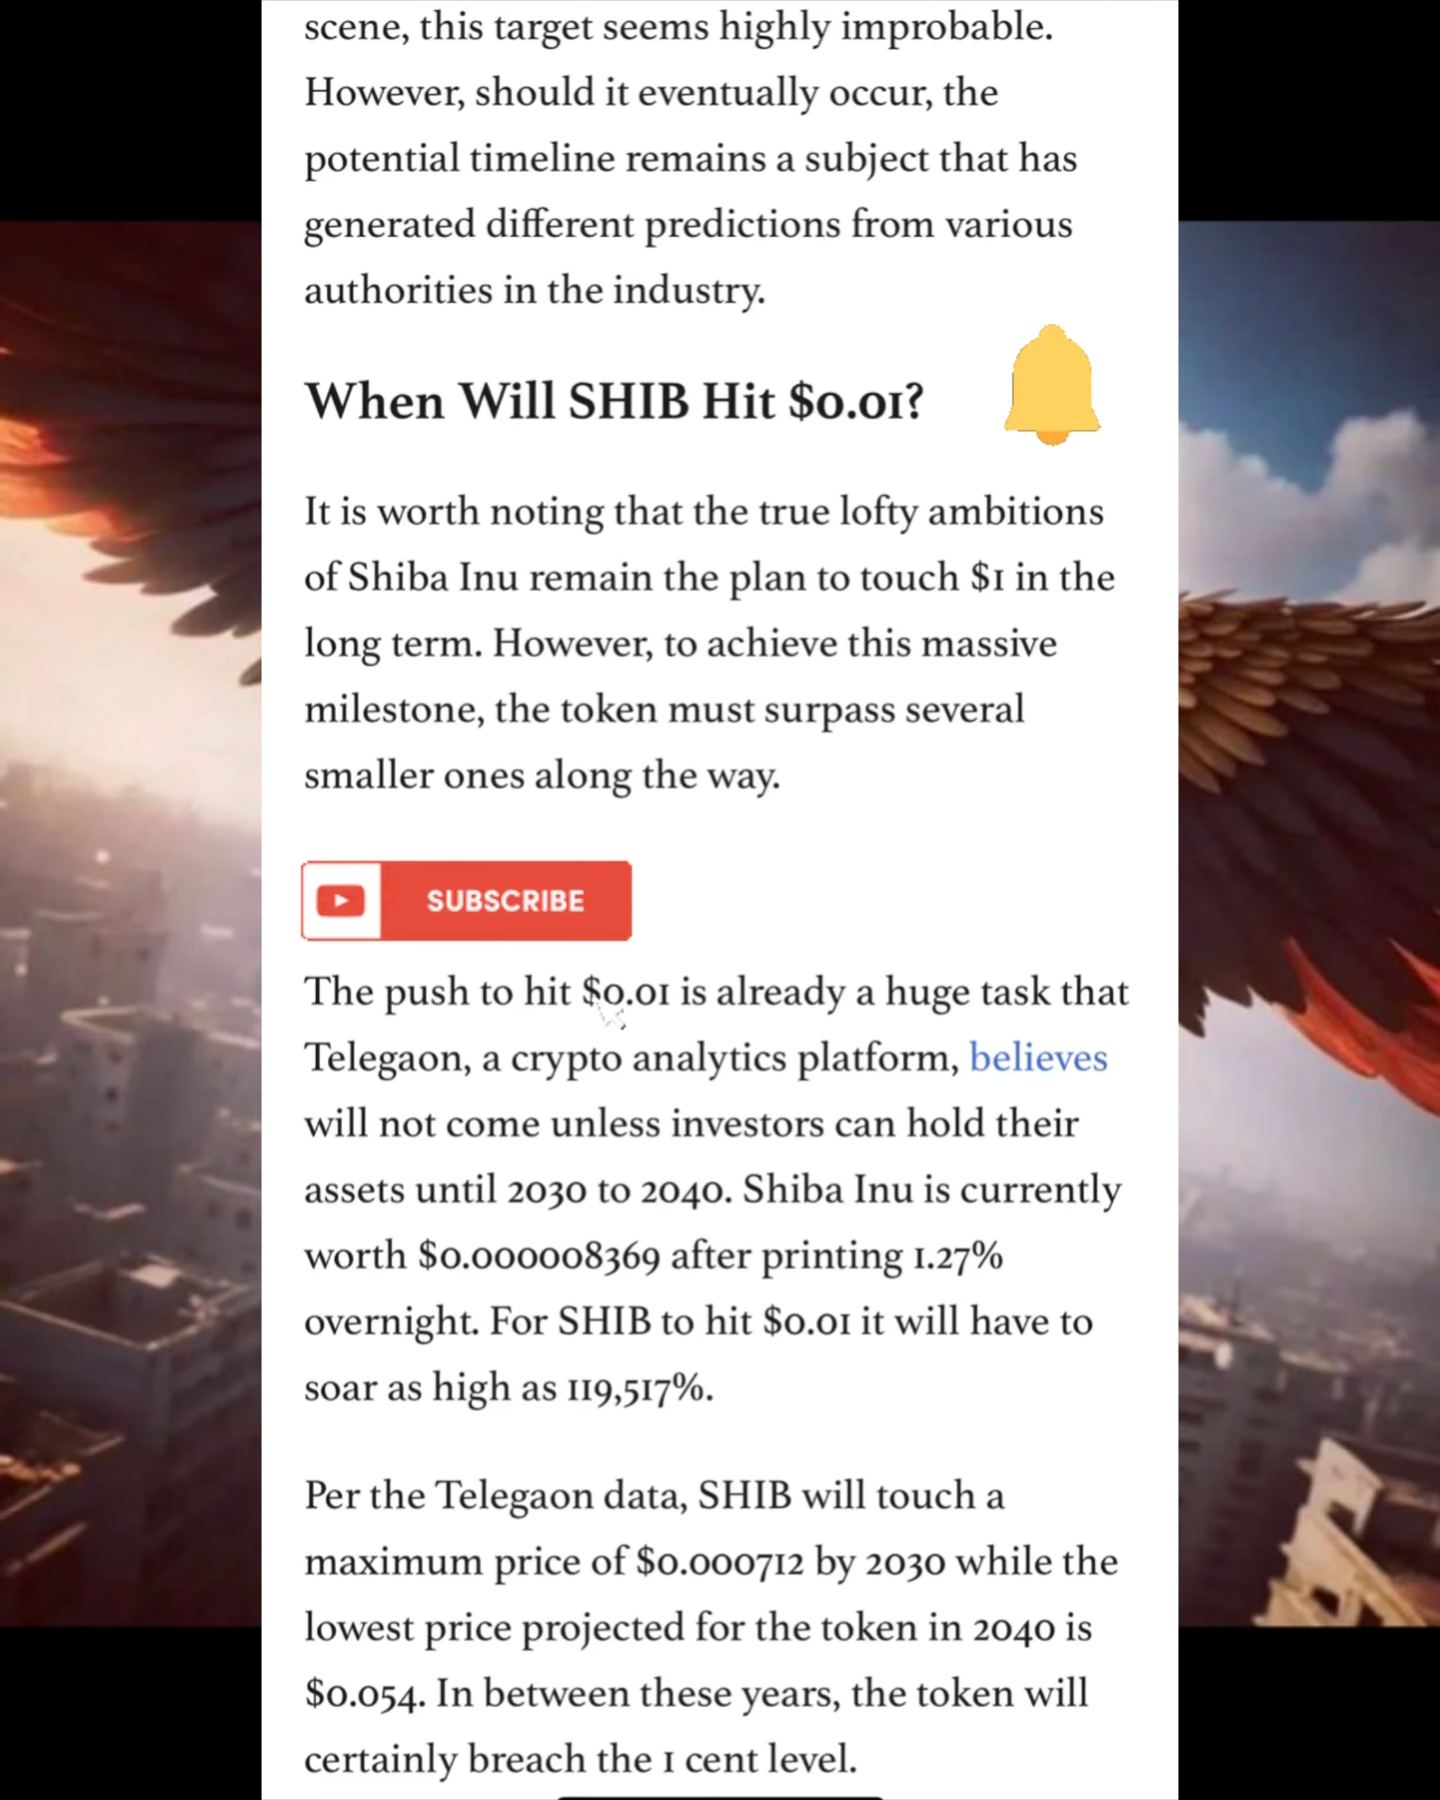 scene, this target seems highly improbable.
However, should it eventually occur, the
potential timeline remains a subject that has
generated different predictions from various
authorities in the industry.
When Will SHIB Hit $0.01?
It is worth noting that the true lofty ambitions
of Shiba Inu remain the plan to touch $1 in the
long term. However, to achieve this massive
milestone, the token must surpass several
smaller ones along the way.
SUBSCRIBE
The push to hit $0.01 is already a huge task that
Telegaon, a crypto analytics platform, believes
will not come unless investors can hold their
assets until 2030 to 2040. Shiba Inu is currently
worth $0.000008369 after printing 1.27%
overnight. For SHIB to hit $0.01 it will have to
soar as high as 119,517%.
Per the Telegaon data, SHIB will touch a
maximum price of $0.000712 by 2030 while the
lowest price projected for the token in 2040 is
$0.054. In between these years, the token will
certainly breach the 1 cent level.